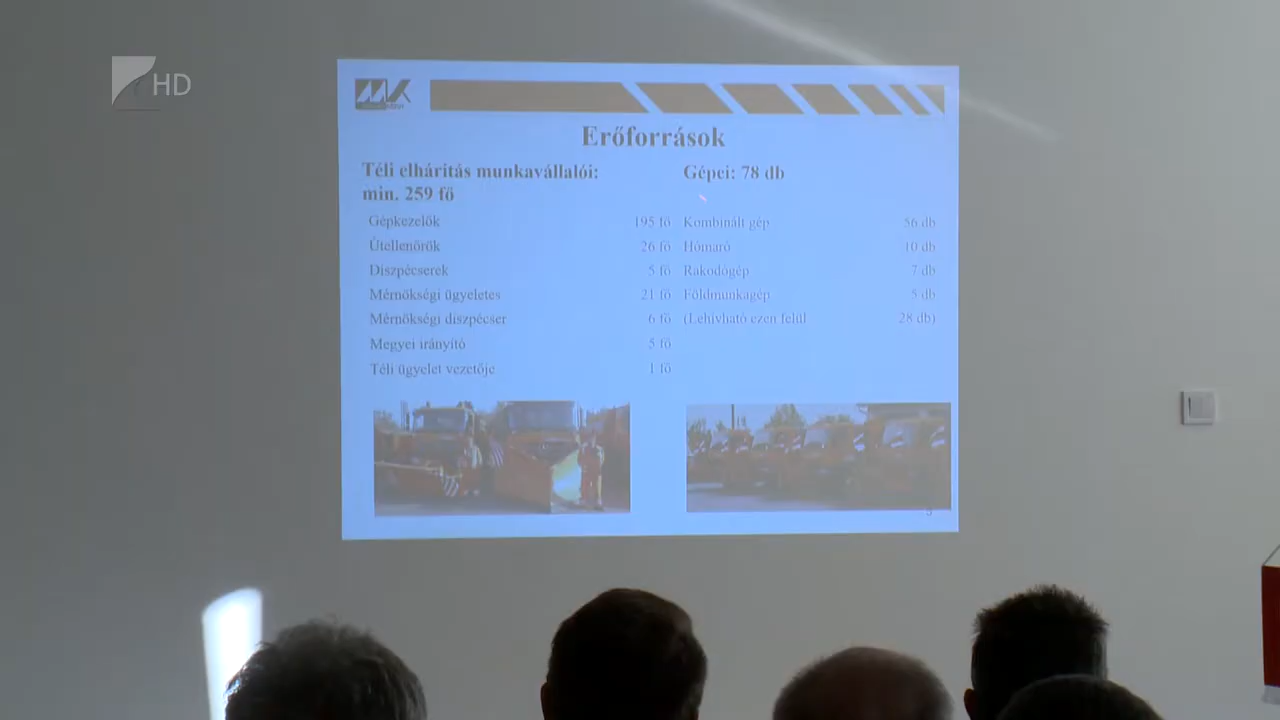 HD
MK
Erőforrások
Téli elhárítás munkavállalói:
min. 259 fő
Gépkezelők 195 fő
Útellenőrök 26 fő
Diszpécserek 5 fő
Mérnökségi ügyeletes 21 fő
Mérnökségi diszpécser 6 fő
Megyei irányító 5 fő
Téli ügyelet vezetője 1 fő
Gépei: 78 db
Kombinált gép 56 db
Hómaró 10 db
Rakodógép 7 db
Földmunkagép 5 db
(Lehívható ezen felül 28 db)
3